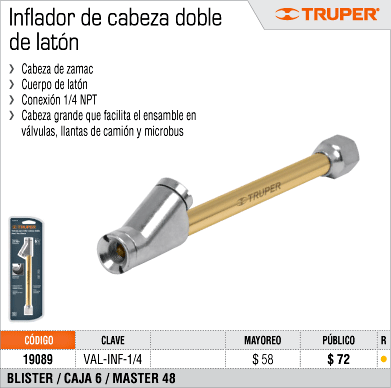 Inflador de cabeza doble
de latón
TRUPER®
Cabeza de zamac
Cuerpo de latón
Conexión 1/4 NPT
Cabeza grande que facilita el ensamble en
válvulas, llantas de camión y microbus
TRUPER
TRUPER
CÓDIGO CLAVE MAYOREO PÚBLICO R
19089 VAL-INF-1/4 $ 58 $ 72
BLISTER / CAJA 6 / MASTER 48